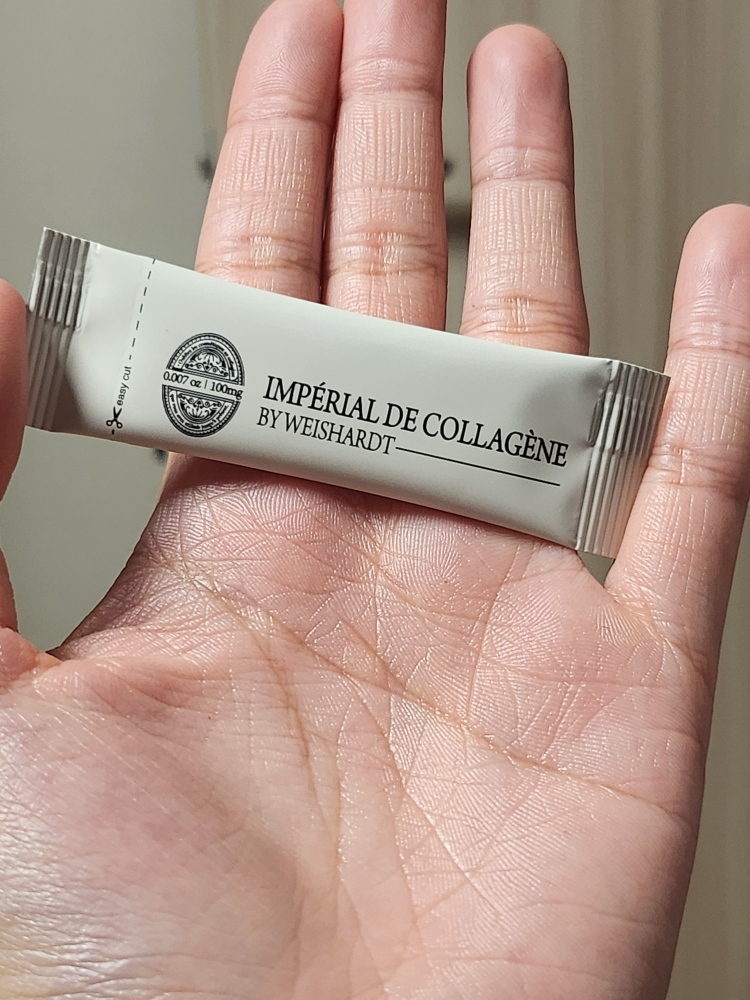 easy cut
0.007 oz | 100mg
IMPÉRIAL DE COLLAGÈNE
BY WEISHARDT